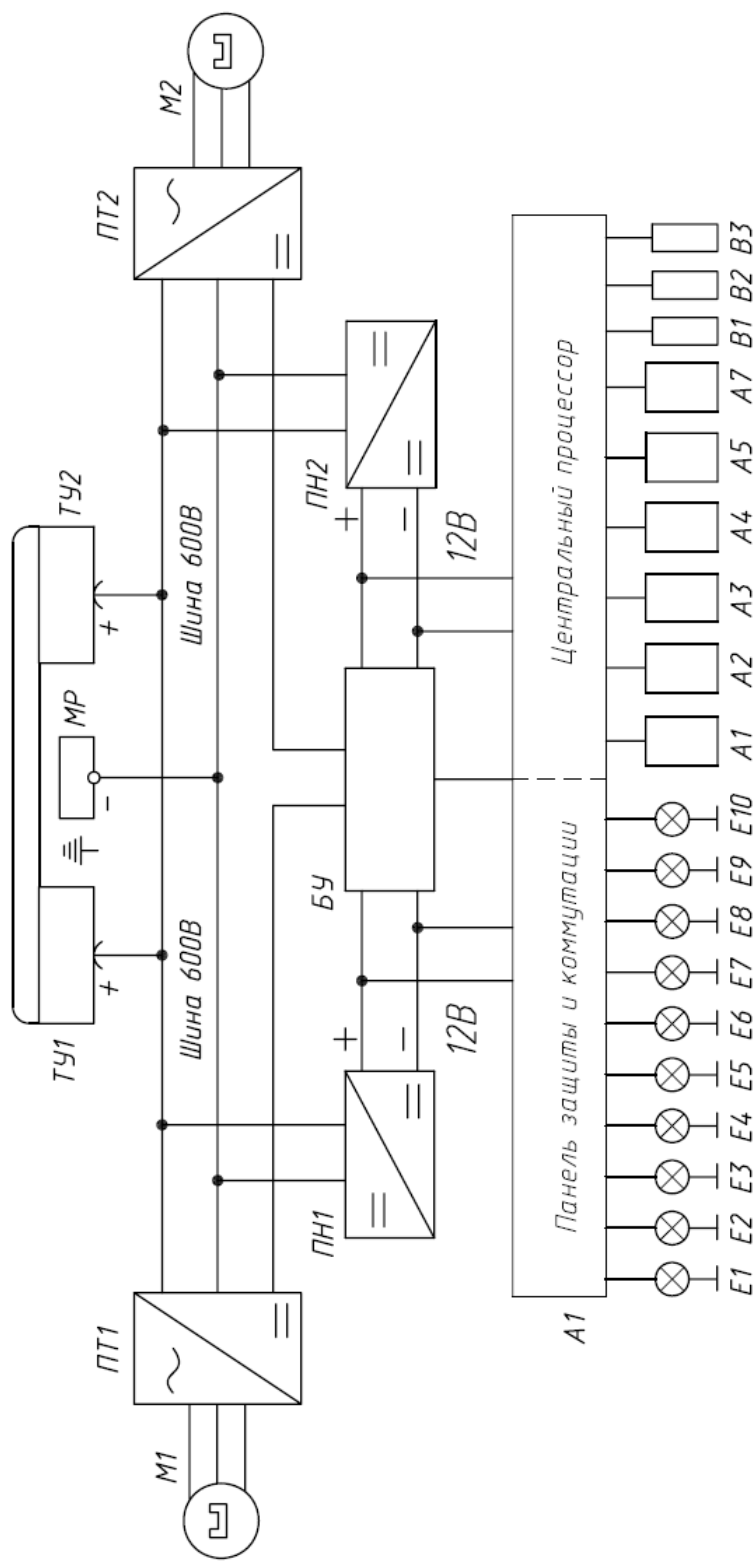 ТУ1
ТУ2
МР
+
-
+
М1
ПТ1
Шина 600В
Шина 600В
ПТ2
М2
ПН1
+
-
12В
БУ
ПН2
+
-
12В
А1
Панель защиты и коммутации
Центральный процессор
Е1 Е2 Е3 Е4 Е5 Е6 Е7 Е8 Е9 Е10 А1 А2 А3 А4 А5 А7 В1 В2 В3